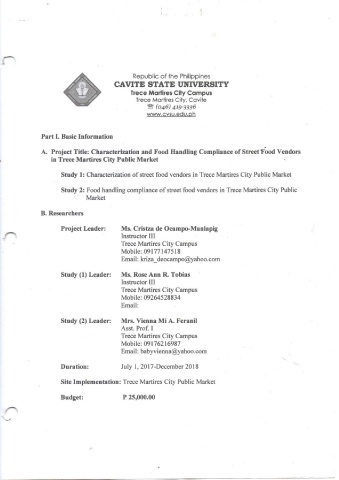 Republic of the Philippines
CAVITE STATE UNIVERSITY
Trece Martires City Campus
Trece Martires City, Cavite
☎ (046) 419-3336
www.cvsu.edu.ph
Part I. Basic Information
A. Project Title: Characterization and Food Handling Compliance of Street Food Vendors
in Trece Martires City Public Market
Study 1: Characterization of street food vendors in Trece Martires City Public Market
Study 2: Food handling compliance of street food vendors in Trece Martires City Public
Market
B. Researchers
Project Leader: Ms. Cristza de Ocampo-Manlapig
Instructor III
Trece Martires City Campus
Mobile: 09177147518
Email: kriza_deocampo@yahoo.com
Study (1) Leader: Ms. Rose Ann R. Tobias
Instructor III
Trece Martires City Campus
Mobile: 09264528834
Email:
Study (2) Leader: Mrs. Vienna Mi A. Feranil
Asst. Prof. I
Trece Martires City Campus
Mobile: 09176216987
Email: babyvienna@yahoo.com
Duration: July 1, 2017-December 2018
Site Implementation: Trece Martires City Public Market
Budget: P 25,000.00